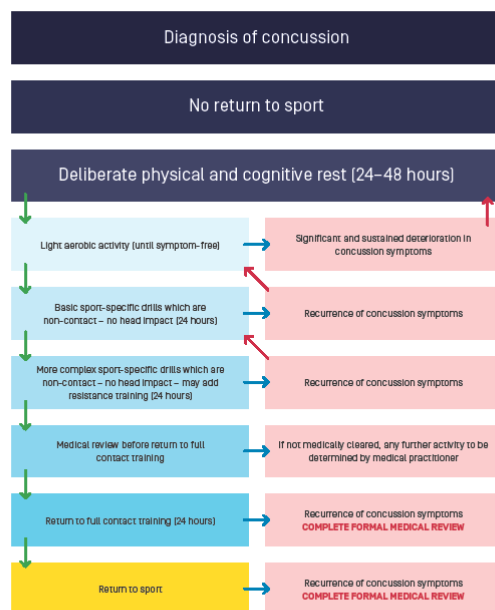 Diagnosis of concussion
No return to sport
Deliberate physical and cognitive rest (24–48 hours)
Light aerobic activity (until symptom-free)
Significant and sustained deterioration in
concussion symptoms
Basic sport-specific drills which are
non-contact – no head impact (24 hours)
Recurrence of concussion symptoms
More complex sport-specific drills which are
non-contact – no head impact – may add
resistance training (24 hours)
Recurrence of concussion symptoms
Medical review before return to full
contact training
If not medically cleared, any further activity to be
determined by medical practitioner
Return to full contact training (24 hours)
Recurrence of concussion symptoms
COMPLETE FORMAL MEDICAL REVIEW
Return to sport
Recurrence of concussion symptoms
COMPLETE FORMAL MEDICAL REVIEW